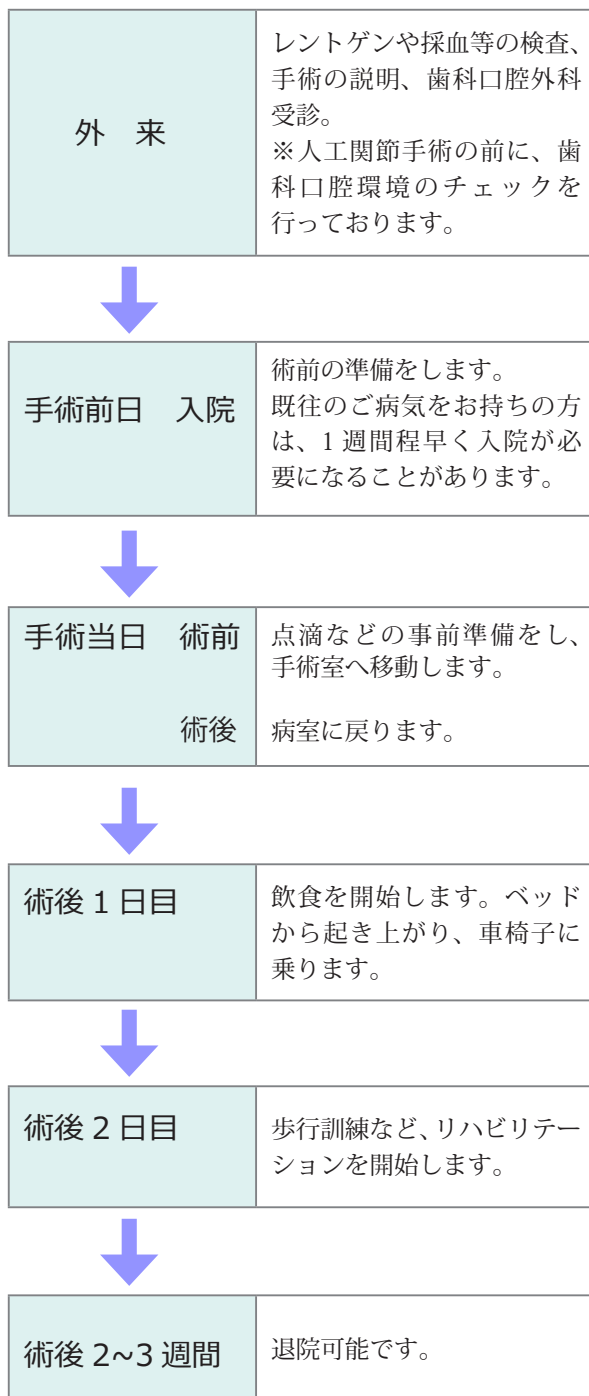 外　来
レントゲンや採血等の検査、
手術の説明、歯科口腔外科
受診。
※人工関節手術の前に、歯
科口腔環境のチェックを
行っております。
手術前日　入院
術前の準備をします。
既往のご病気をお持ちの方
は、1 週間程早く入院が必
要になることがあります。
手術当日　術前
点滴などの事前準備をし、
手術室へ移動します。
術後
病室に戻ります。
術後 1 日目
飲食を開始します。ベッド
から起き上がり、車椅子に
乗ります。
術後 2 日目
歩行訓練など、リハビリテー
ションを開始します。
術後 2~3 週間
退院可能です。